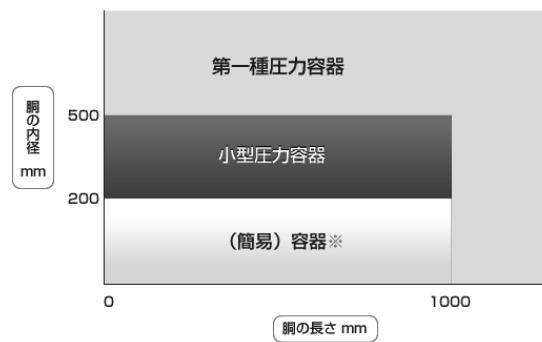 第一種圧力容器
胴の内径
mm
500
小型圧力容器
200
（簡易）容器※
0
1000
胴の長さ mm